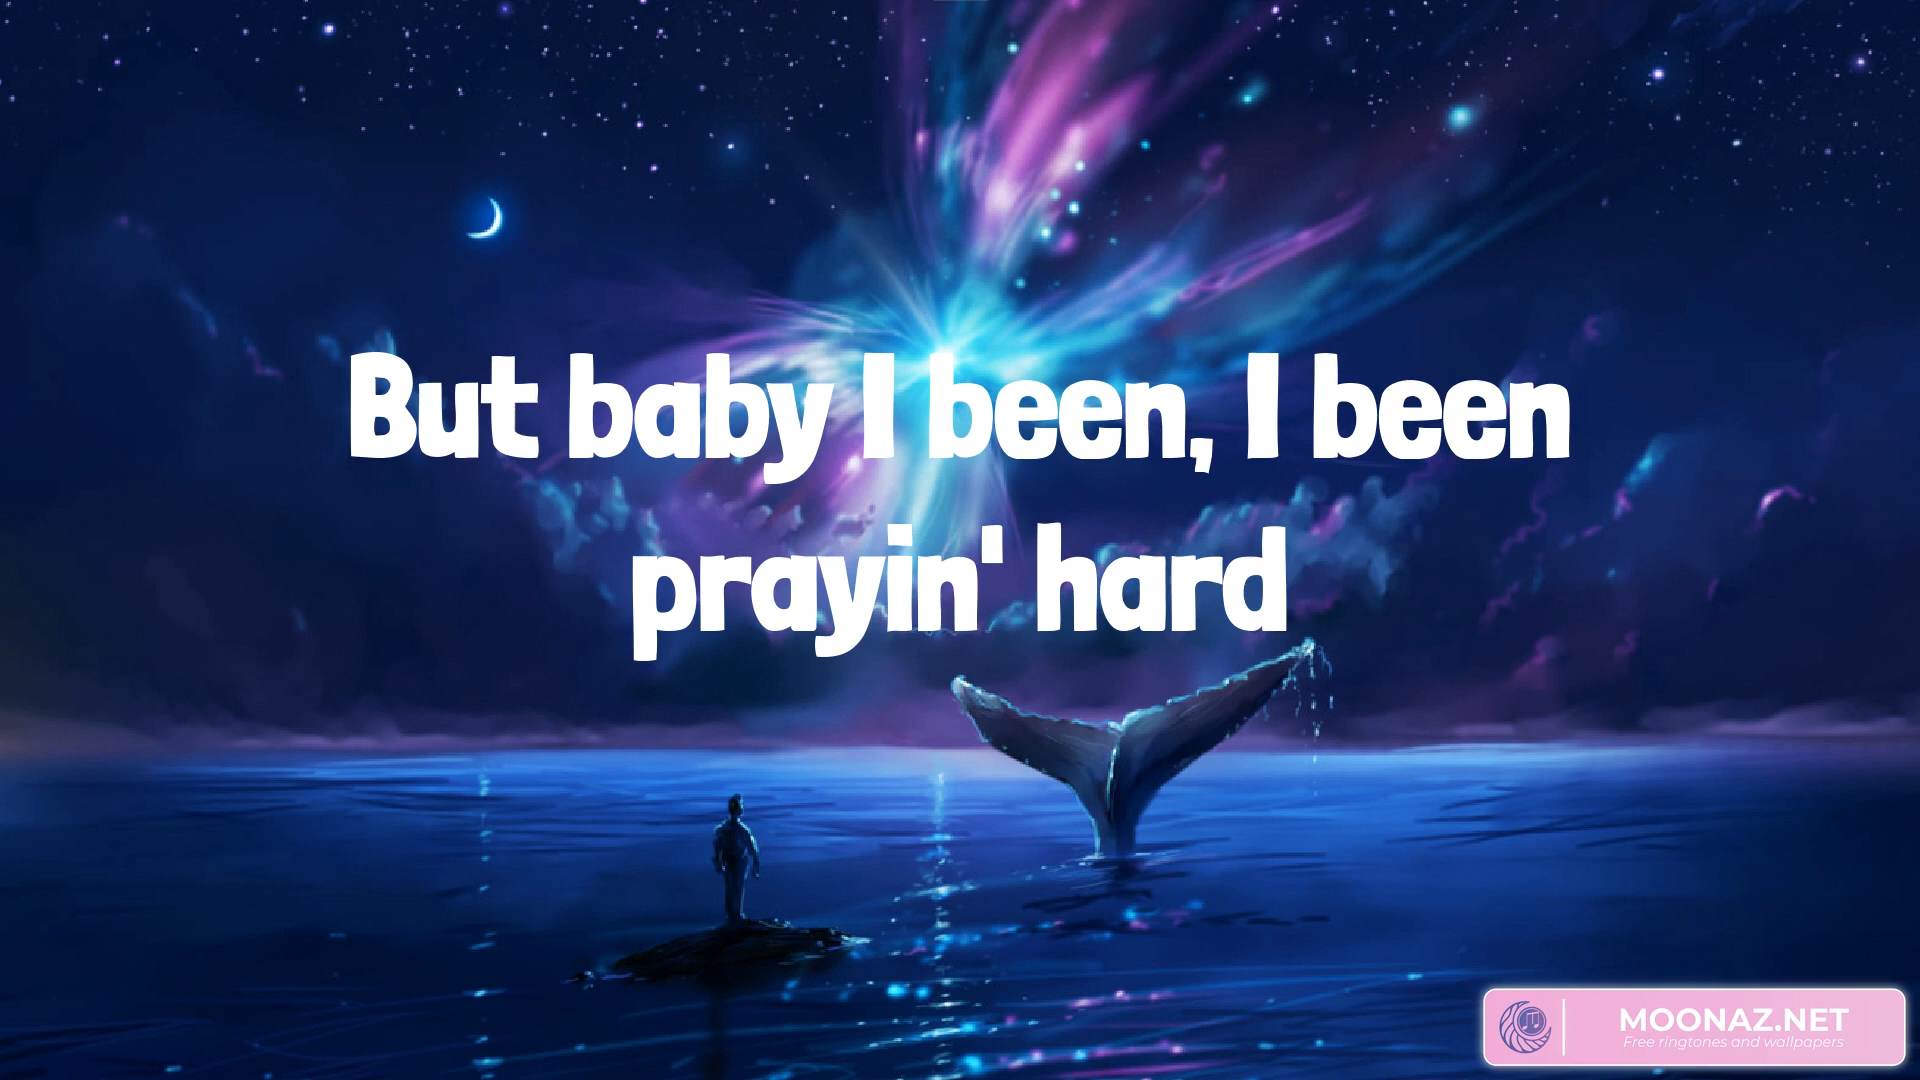 But baby I been, I been
prayin' hard
MOONAZ.NET
Free ringtones and wallpapers